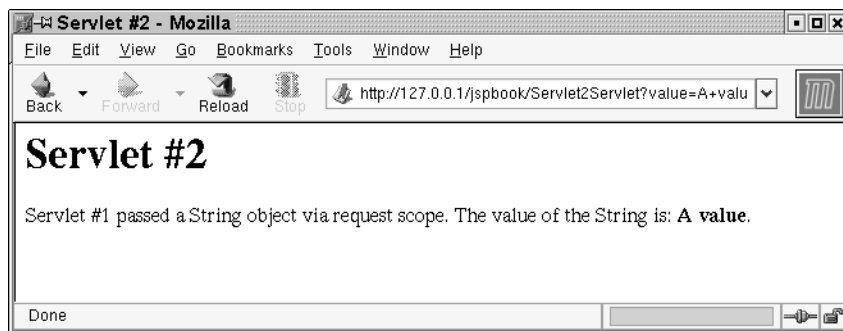 Servlet #2 - Mozilla
File Edit View Go Bookmarks Tools Window Help
Back Forward Reload Stop http://127.0.0.1/jspbook/Servlet2Servlet?value=A+valu
Servlet #2
Servlet #1 passed a String object via request scope. The value of the String is: A value.
Done